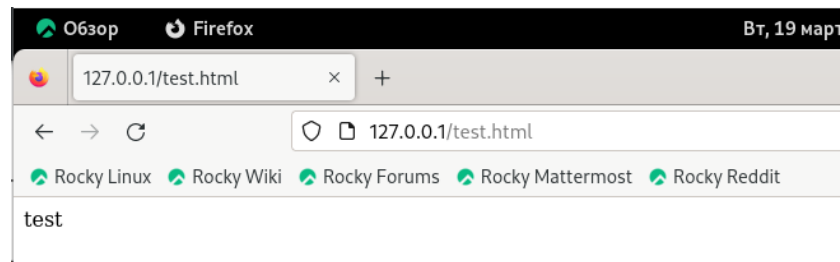 Обзор Firefox Вт, 19 март
127.0.0.1/test.html × +
127.0.0.1/test.html
Rocky Linux Rocky Wiki Rocky Forums Rocky Mattermost Rocky Reddit
test